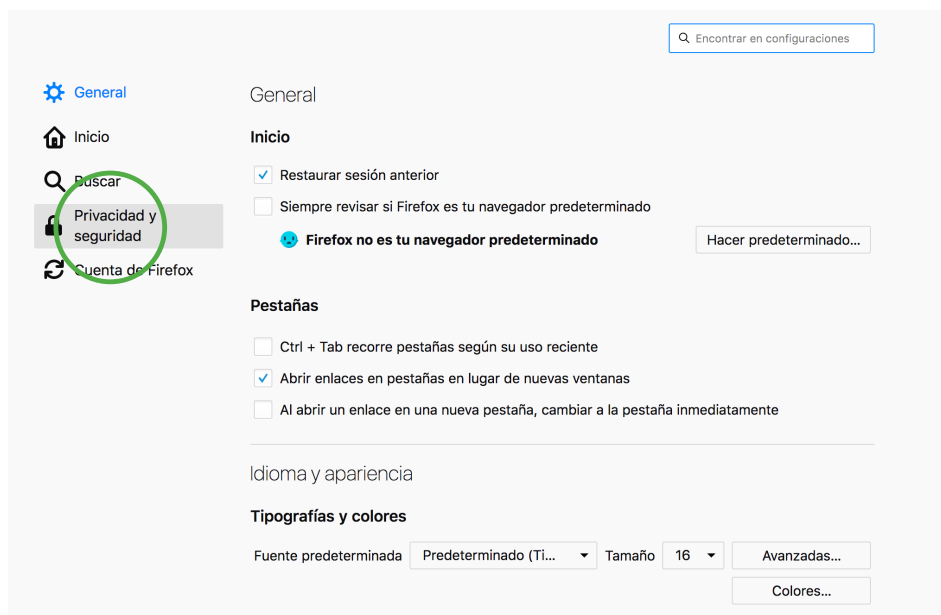 Encontrar en configuraciones
General
Inicio
Buscar
Privacidad y
seguridad
Cuenta de Firefox
General
Inicio
Restaurar sesión anterior
Siempre revisar si Firefox es tu navegador predeterminado
Firefox no es tu navegador predeterminado
Hacer predeterminado...
Pestañas
Ctrl + Tab recorre pestañas según su uso reciente
Abrir enlaces en pestañas en lugar de nuevas ventanas
Al abrir un enlace en una nueva pestaña, cambiar a la pestaña inmediatamente
Idioma y apariencia
Tipografías y colores
Fuente predeterminada Predeterminado (Ti... Tamaño 16 Avanzadas...
Colores...